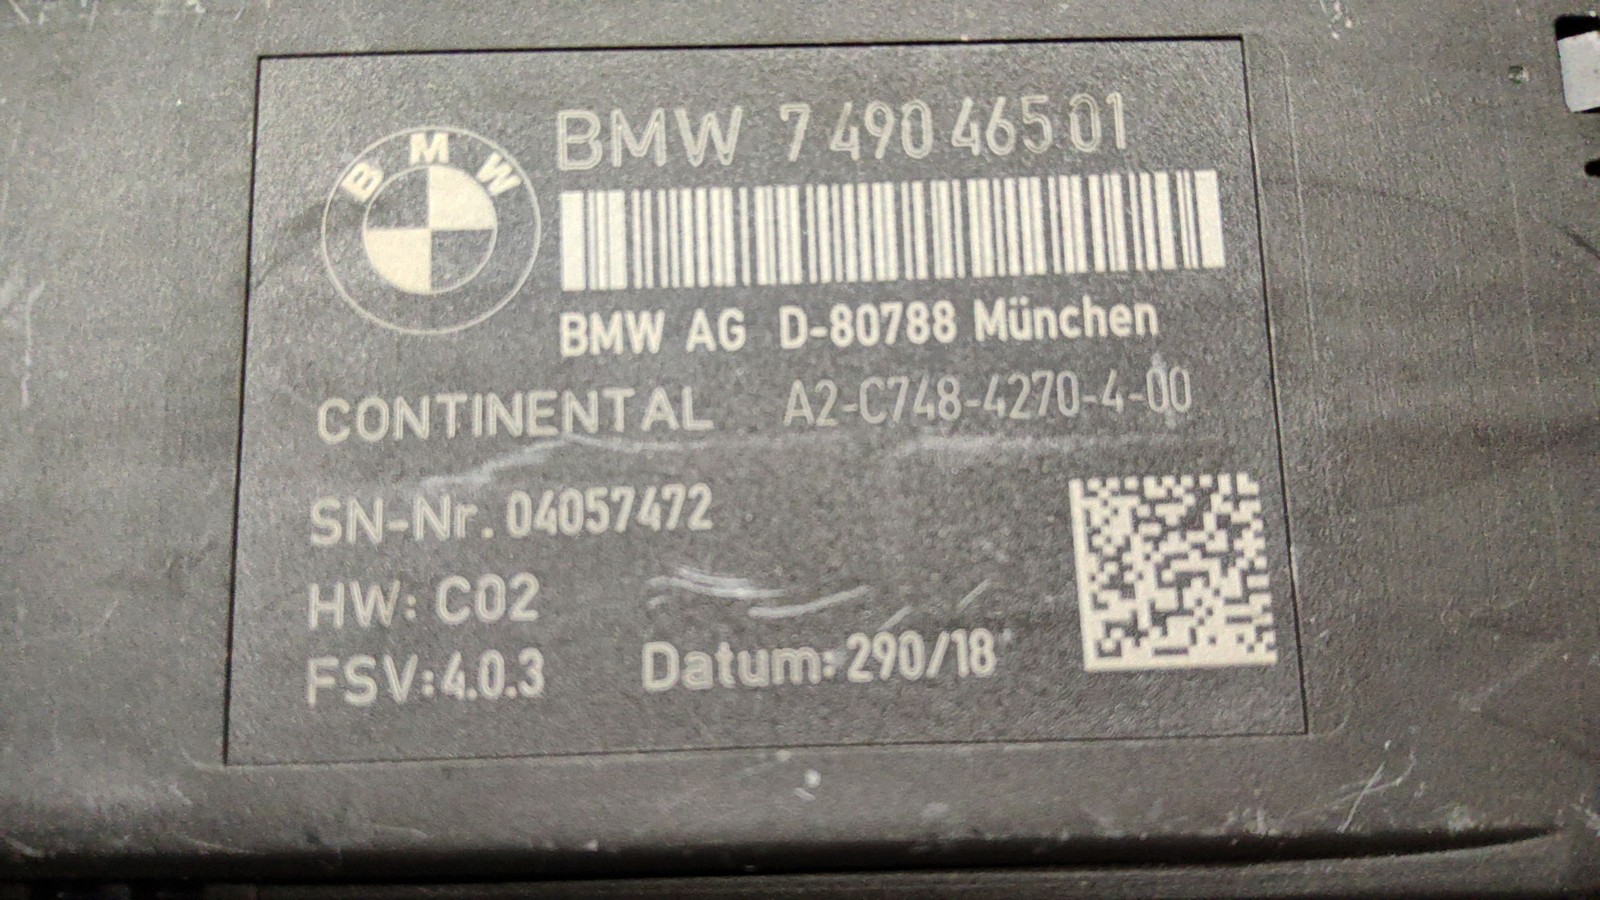 BMW
BMW 7 490 465 01
BMW AG D-80788 München
CONTINENTAL A2-C748-4270-4-00
SN-Nr. 04057472
HW: C02
FSV:4.0.3 Datum: 290/18